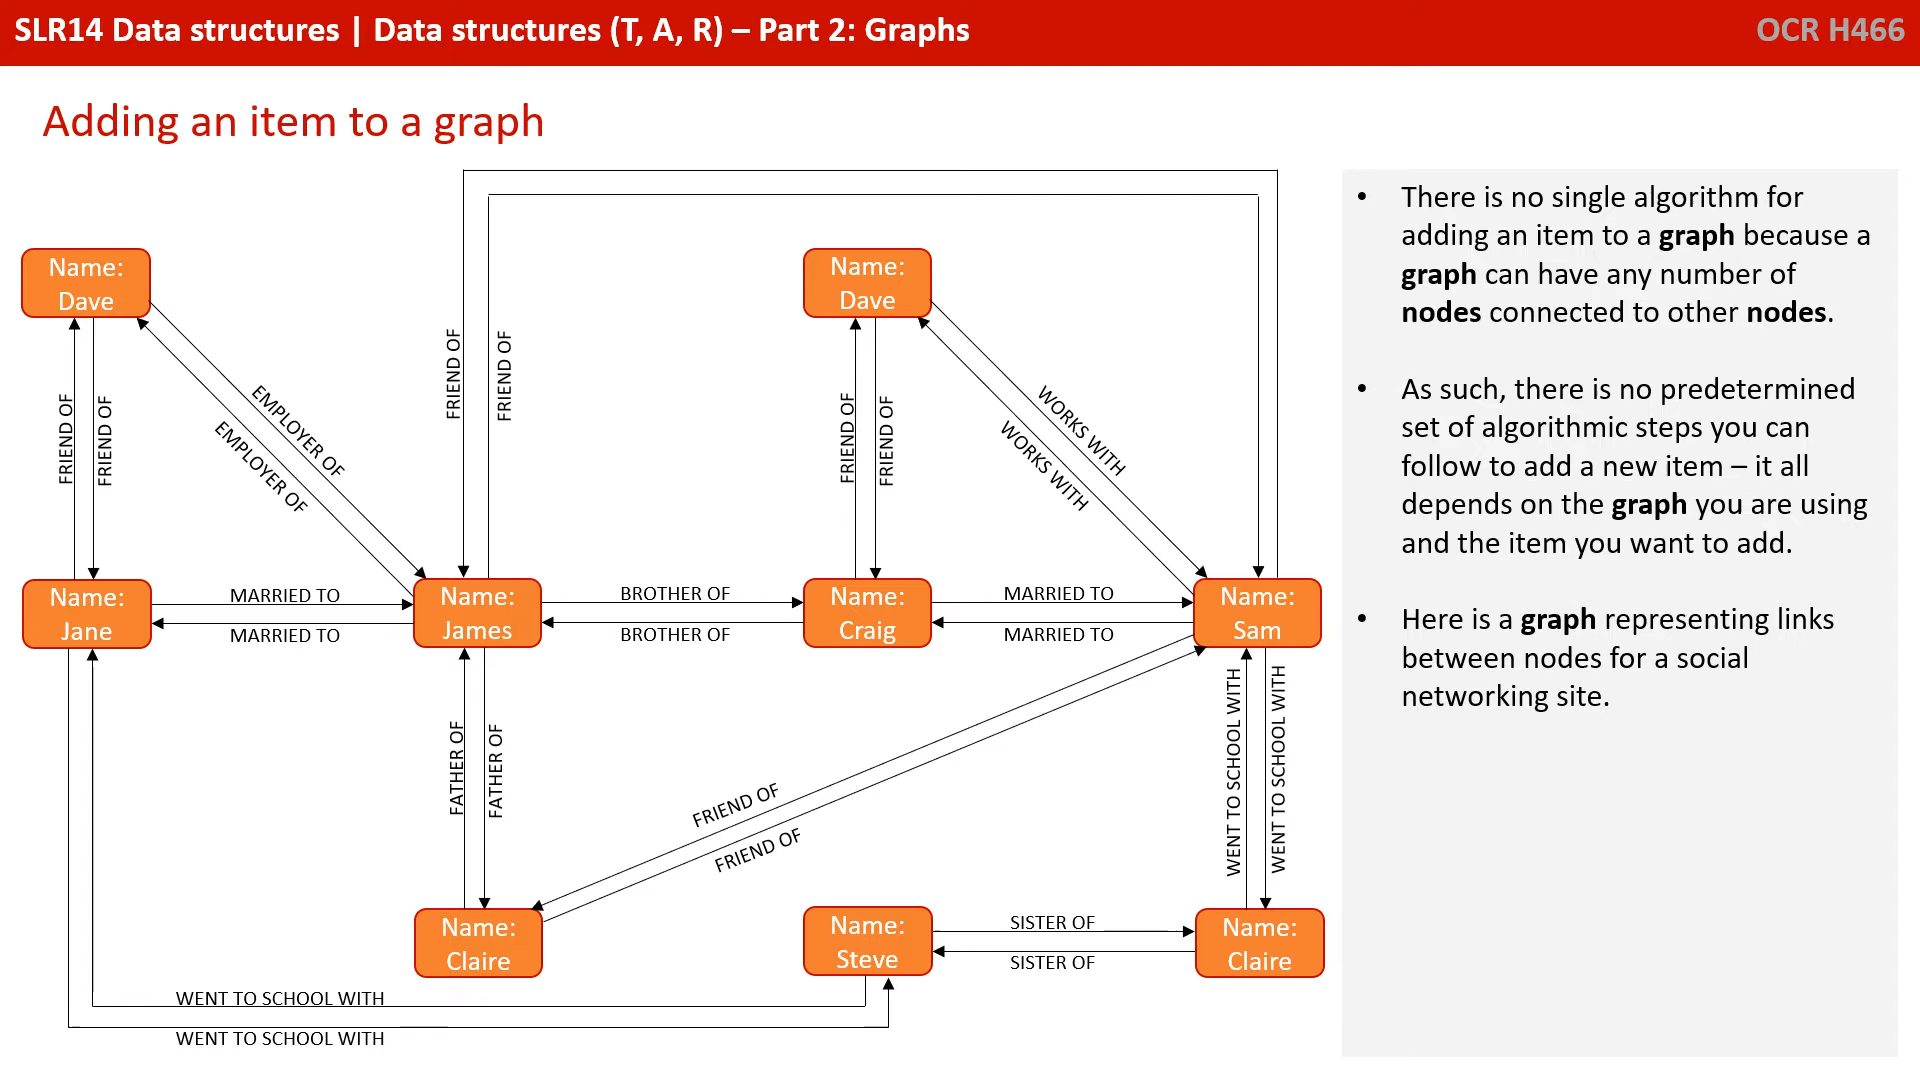 SLR14 Data structures | Data structures (T, A, R) – Part 2: Graphs
OCR H466
Adding an item to a graph
Name:
Dave
Name:
Dave
FRIEND OF
FRIEND OF
EMPLOYER OF
EMPLOYER OF
FRIEND OF
FRIEND OF
FRIEND OF
FRIEND OF
WORKS WITH
WORKS WITH
Name:
Jane
MARRIED TO
MARRIED TO
Name:
James
BROTHER OF
BROTHER OF
Name:
Craig
MARRIED TO
MARRIED TO
Name:
Sam
FATHER OF
FATHER OF
FRIEND OF
FRIEND OF
WENT TO SCHOOL WITH
WENT TO SCHOOL WITH
Name:
Claire
Name:
Steve
SISTER OF
SISTER OF
Name:
Claire
WENT TO SCHOOL WITH
WENT TO SCHOOL WITH
• There is no single algorithm for
adding an item to a graph because a
graph can have any number of
nodes connected to other nodes.
• As such, there is no predetermined
set of algorithmic steps you can
follow to add a new item – it all
depends on the graph you are using
and the item you want to add.
• Here is a graph representing links
between nodes for a social
networking site.